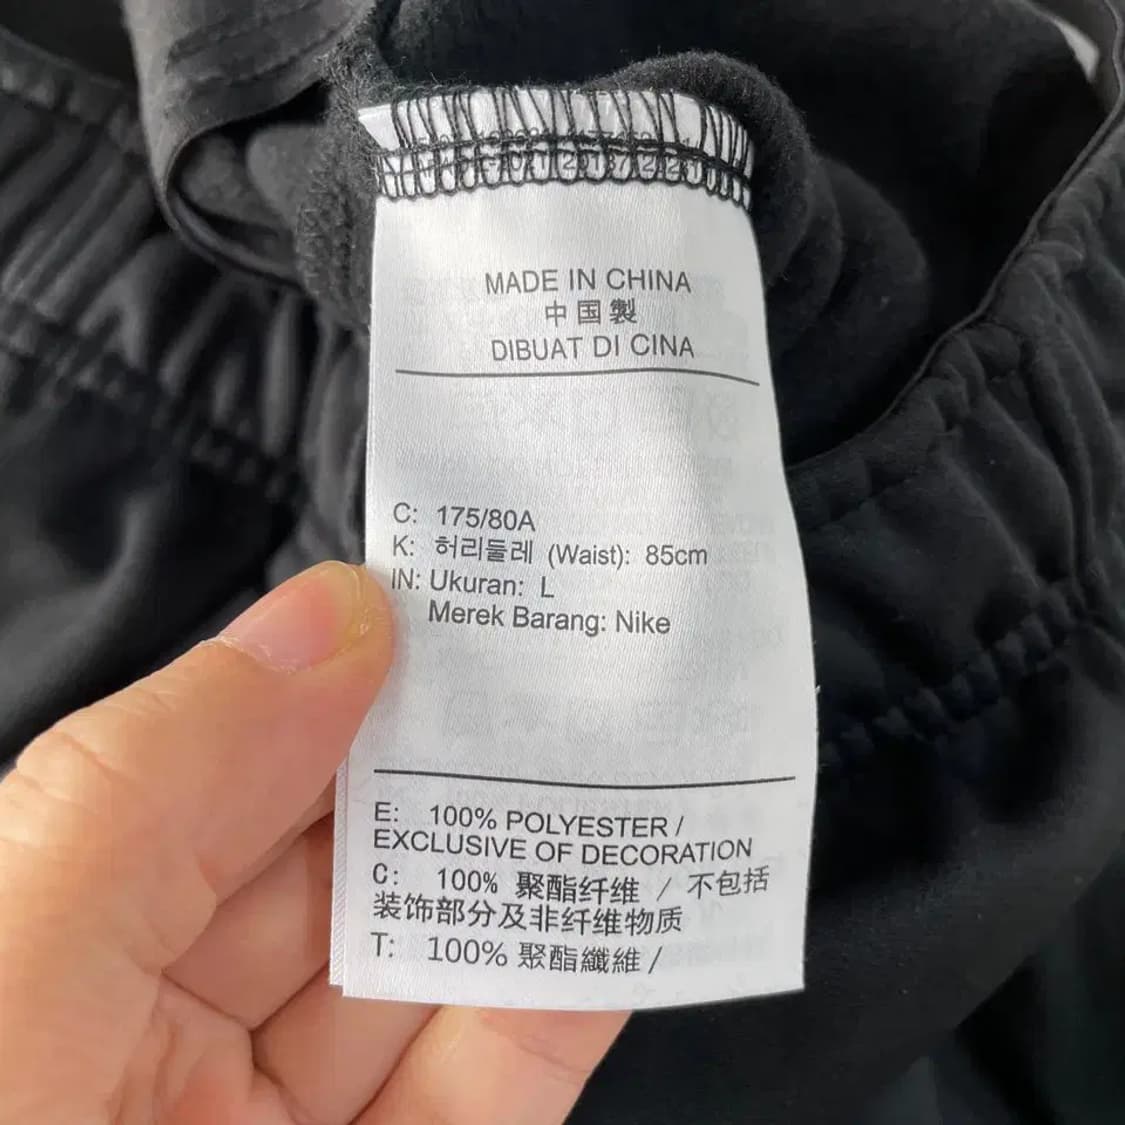 MADE IN CHINA
中国製
DIBUAT DI CINA
C: 175/80A
K: 허리둘레 (Waist): 85cm
IN: Ukuran: L
Merek Barang: Nike
E: 100% POLYESTER /
EXCLUSIVE OF DECORATION
C: 100% 聚酯纤维 / 不包括
装饰部分及非纤维物质
T: 100% 聚酯纖維 /